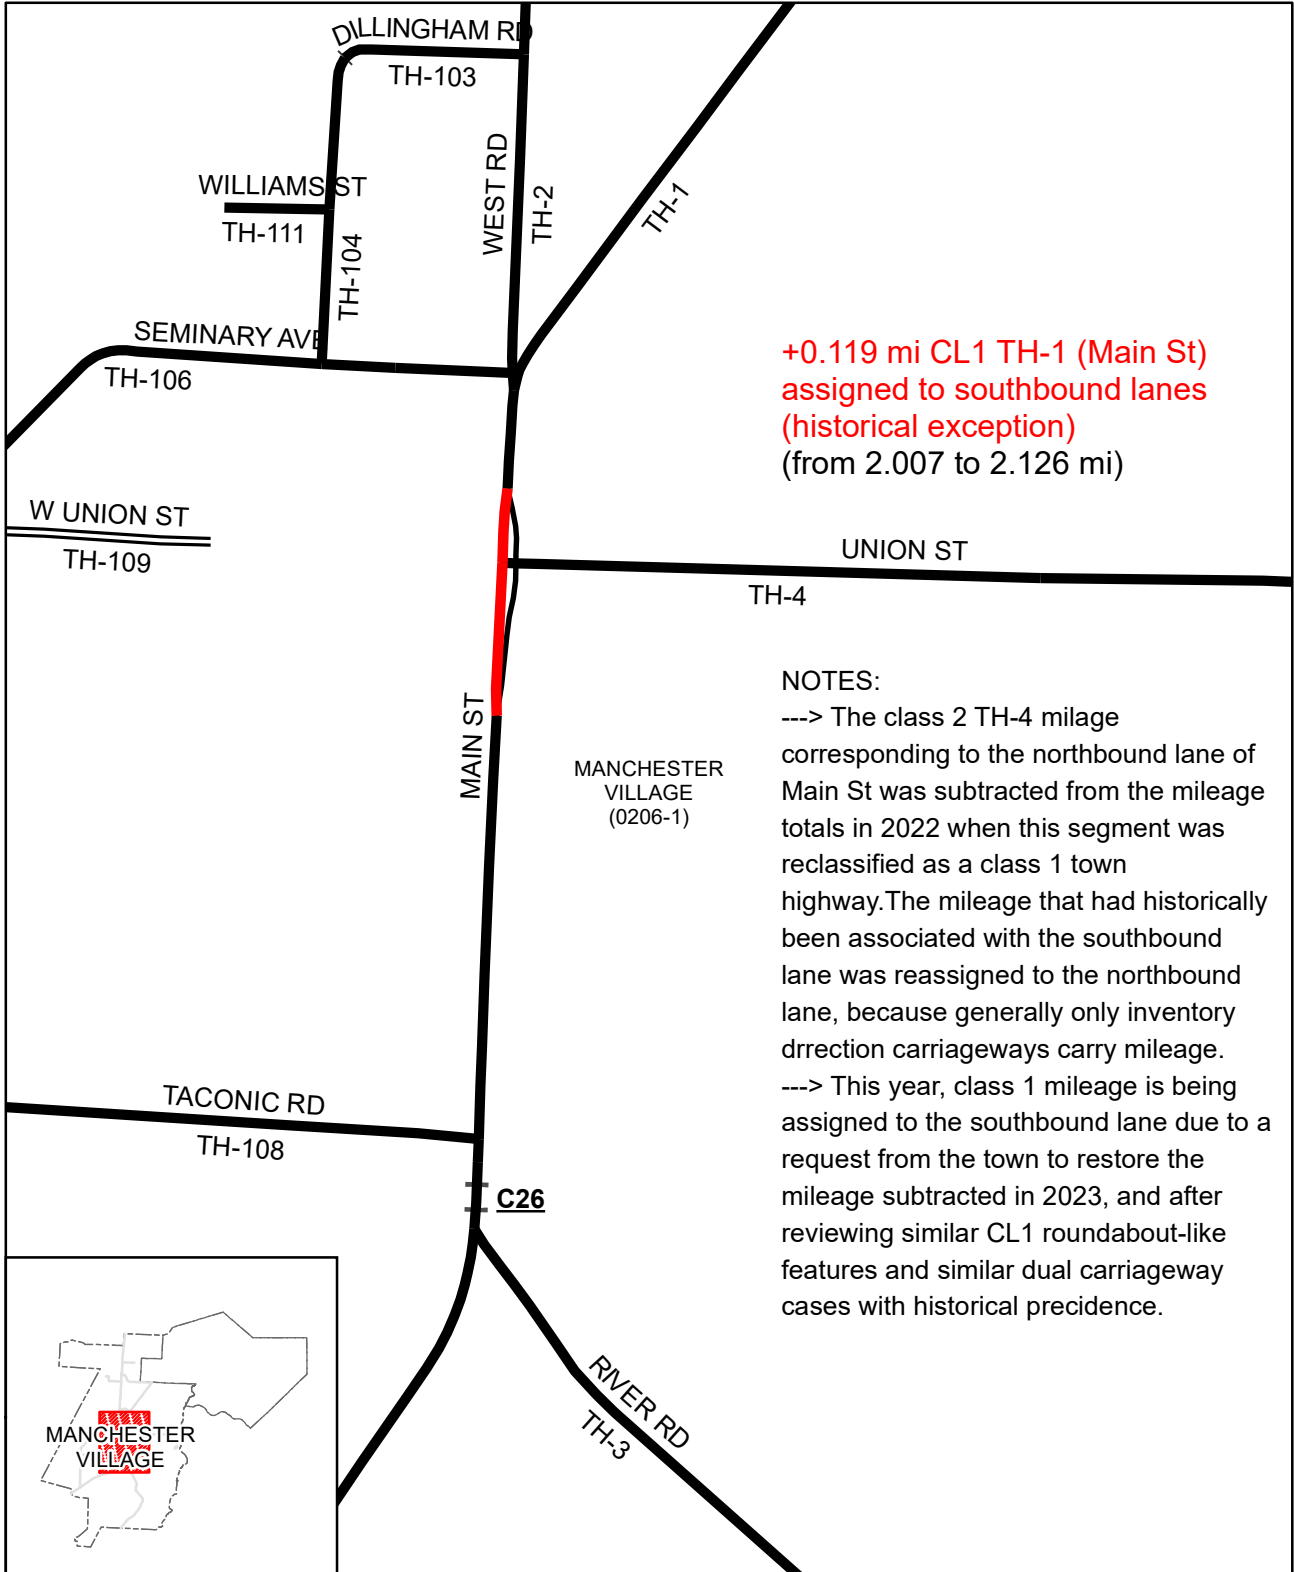 DILLINGHAM RD
TH-103
WILLIAMS ST
TH-111
TH-104
WEST RD
TH-2
TH-1
SEMINARY AVE
TH-106
+0.119 mi CL1 TH-1 (Main St)
assigned to southbound lanes
(historical exception)
(from 2.007 to 2.126 mi)
W UNION ST
TH-109
UNION ST
TH-4
MAIN ST
MANCHESTER
VILLAGE
(0206-1)
NOTES:
---> The class 2 TH-4 milage
corresponding to the northbound lane of
Main St was subtracted from the mileage
totals in 2022 when this segment was
reclassified as a class 1 town
highway.The mileage that had historically
been associated with the southbound
lane was reassigned to the northbound
lane, because generally only inventory
drrection carriageways carry mileage.
---> This year, class 1 mileage is being
assigned to the southbound lane due to a
request from the town to restore the
mileage subtracted in 2023, and after
reviewing similar CL1 roundabout-like
features and similar dual carriageway
cases with historical precidence.
TACONIC RD
TH-108
C26
RIVER RD
TH-3
MANCHESTER
VILLAGE